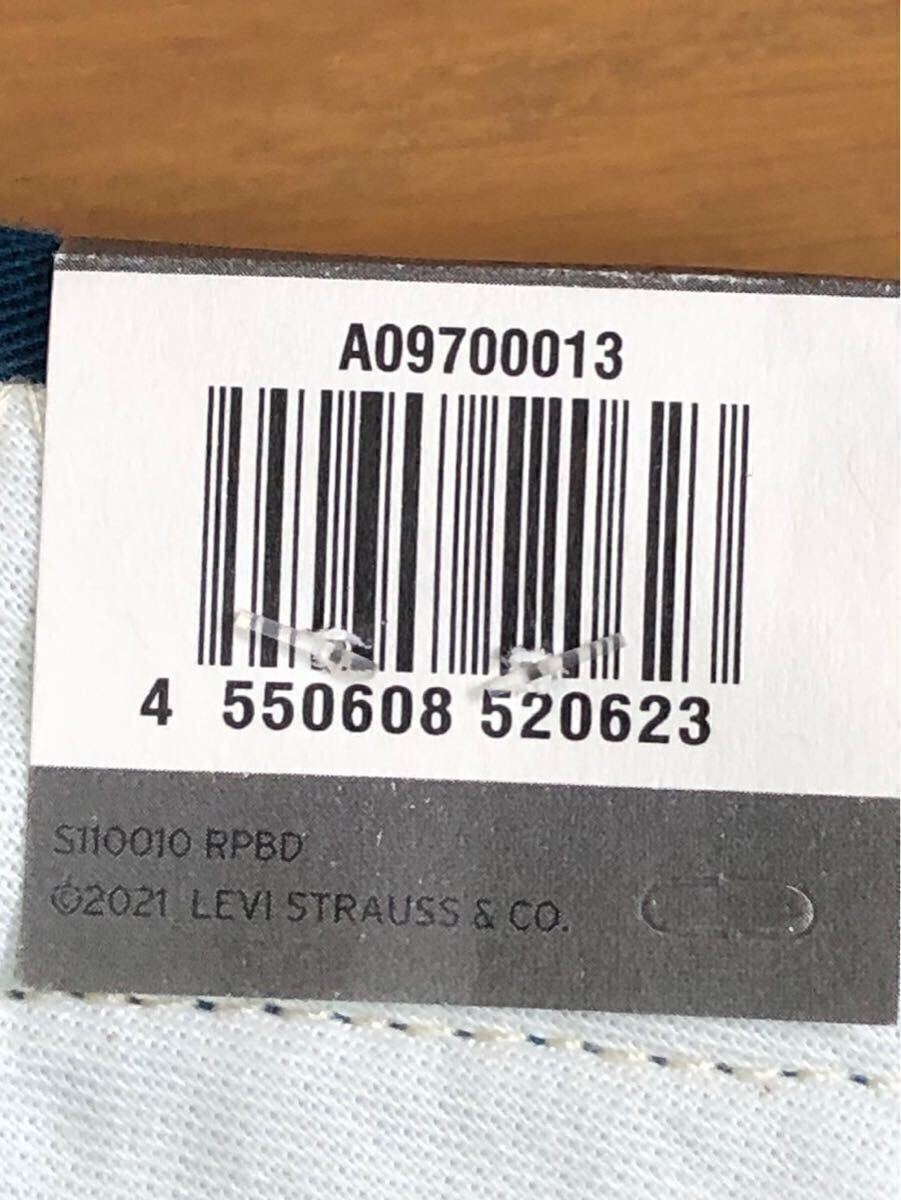 A09700013
4 550608 520623
S110010 RPBD
©2021 LEVI STRAUSS & CO.